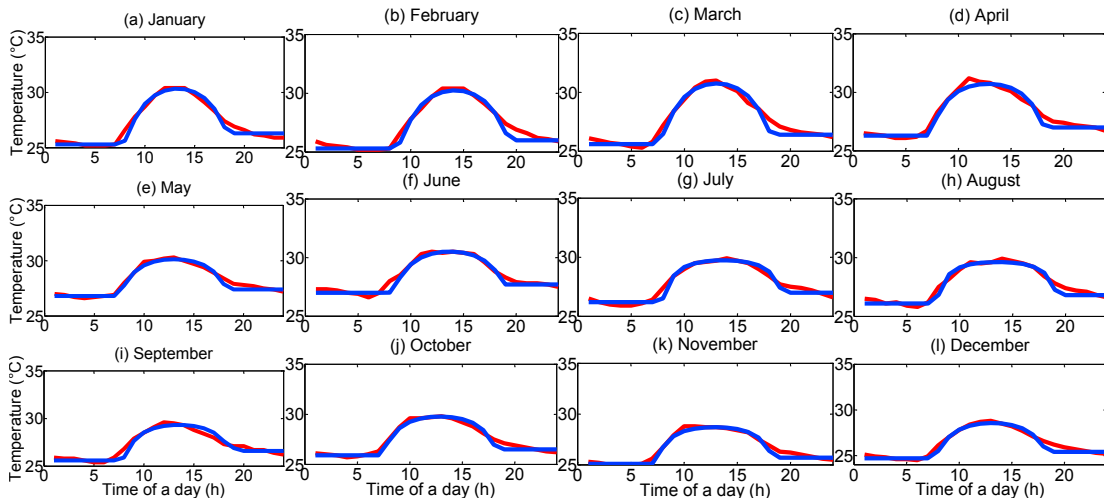 (a) January
(b) February
(c) March
(d) April
Temperature (°C)
35
30
25
0 5 10 15 20
35
30
25
0 5 10 15 20
35
30
25
0 5 10 15 20
35
30
25
0 5 10 15 20
(e) May
(f) June
(g) July
(h) August
Temperature (°C)
35
30
25
0 5 10 15 20
35
30
25
0 5 10 15 20
35
30
25
0 5 10 15 20
35
30
25
0 5 10 15 20
(i) September
(j) October
(k) November
(l) December
Temperature (°C)
35
30
25
0 5 10 15 20
Time of a day (h)
35
30
25
0 5 10 15 20
Time of a day (h)
35
30
25
0 5 10 15 20
Time of a day (h)
35
30
25
0 5 10 15 20
Time of a day (h)